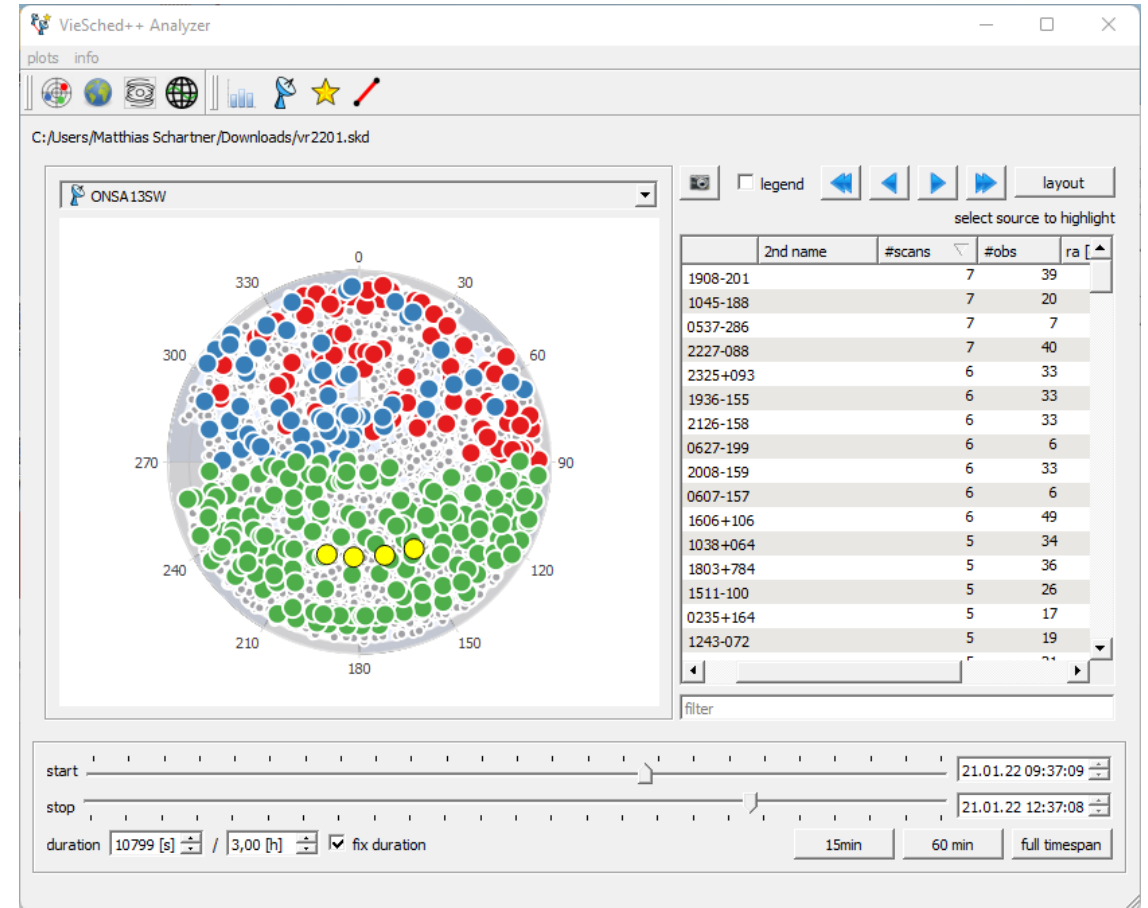 VieSched++ Analyzer
plots info
C:/Users/Matthias Schartner/Downloads/vr2201.skd
ONSA13SW
legend
layout
select source to highlight
2nd name #scans #obs ra [
1908-201 7 39
1045-188 7 20
0537-286 7 7
2227-088 7 40
2325+093 6 33
1936-155 6 33
2126-158 6 33
0627-199 6 6
2008-159 6 33
0607-157 6 6
1606+106 6 49
1038+064 5 34
1803+784 5 36
1511-100 5 26
0235+164 5 17
1243-072 5 19
filter
0
30
60
90
120
150
180
210
240
270
300
330
start 21.01.22 09:37:09
stop 21.01.22 12:37:08
duration 10799 [s] / 3,00 [h] fix duration 15min 60 min full timespan